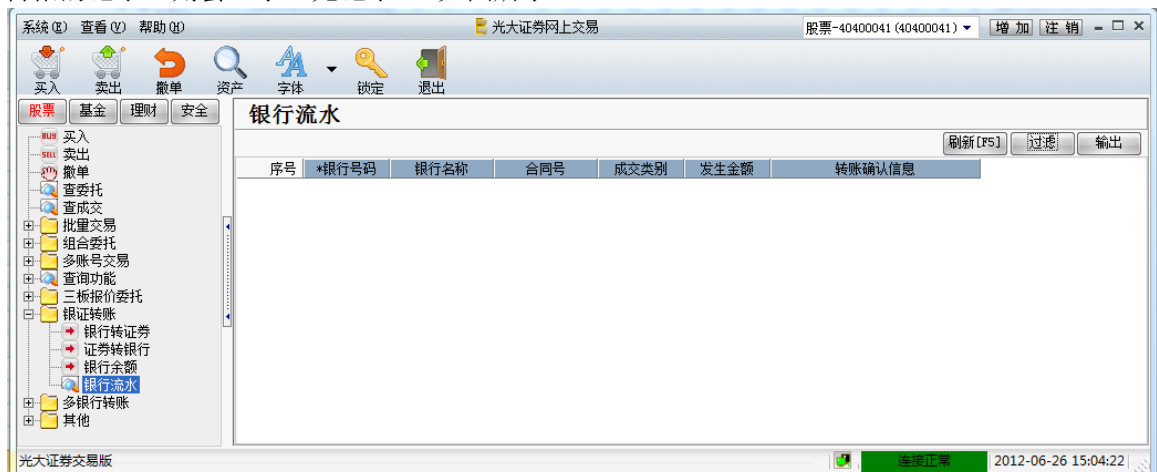 系统(E) 查看(V) 帮助(H) 光大证券网上交易 股票-40400041 (40400041) 增加 注销
买入 卖出 撤单 资产 字体 锁定 退出
股票 基金 理财 安全
银行流水
刷新[F5] 过滤 输出
序号 *银行号码 银行名称 合同号 成交类别 发生金额 转账确认信息
BUY 买入
SELL 卖出
撤单
查委托
查成交
批量交易
组合委托
多账号交易
查询功能
三板报价委托
银证转账
银行转证券
证券转银行
银行余额
银行流水
多银行转账
其他
光大证券交易版 连接正常 2012-06-26 15:04:22